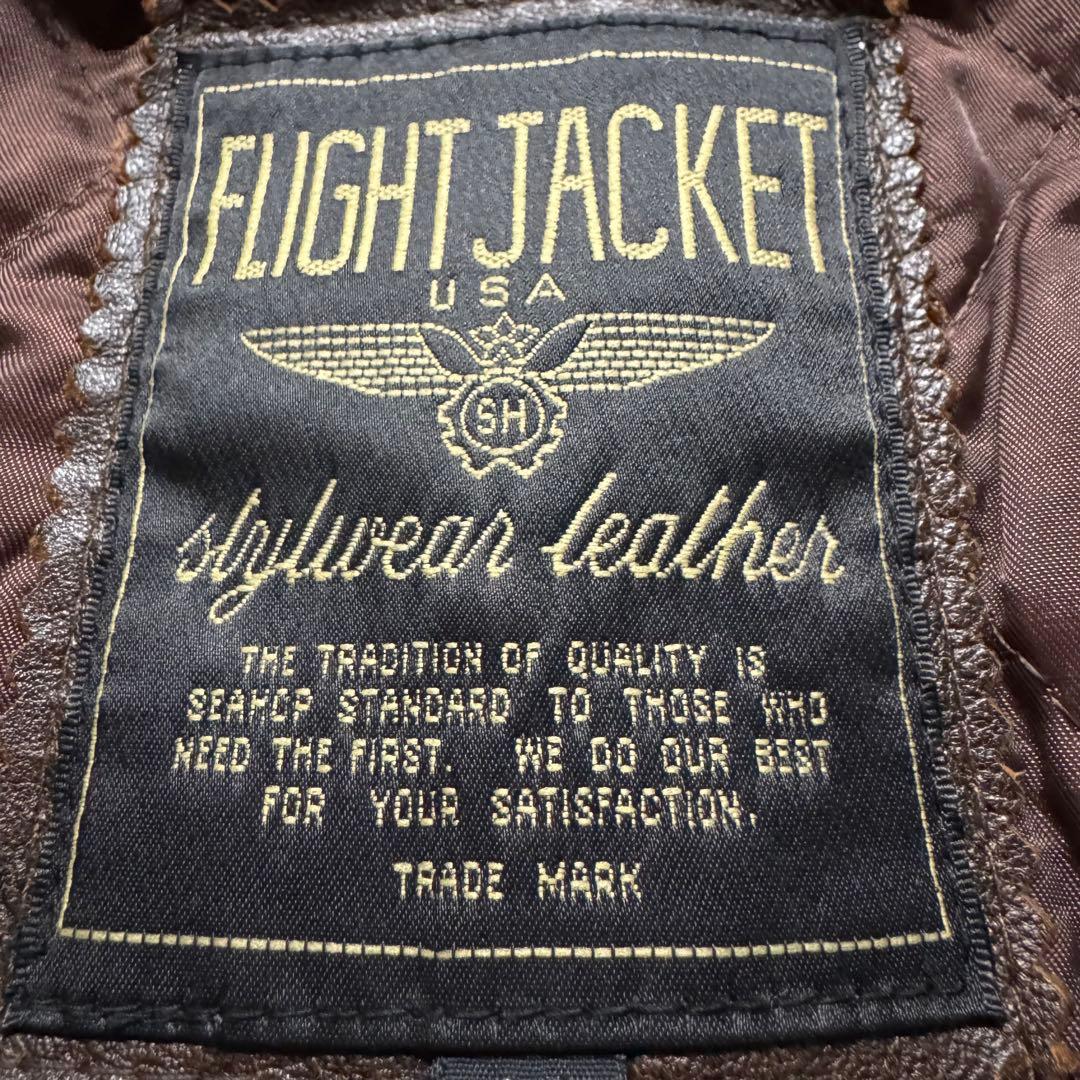 FLIGHT JACKET
USA
SH
stylwear leather
THE TRADITION OF QUALITY IS
SEAHOP STANDARD TO THOSE WHO
NEED THE FIRST. WE DO OUR BEST
FOR YOUR SATISFACTION.
TRADE MARK